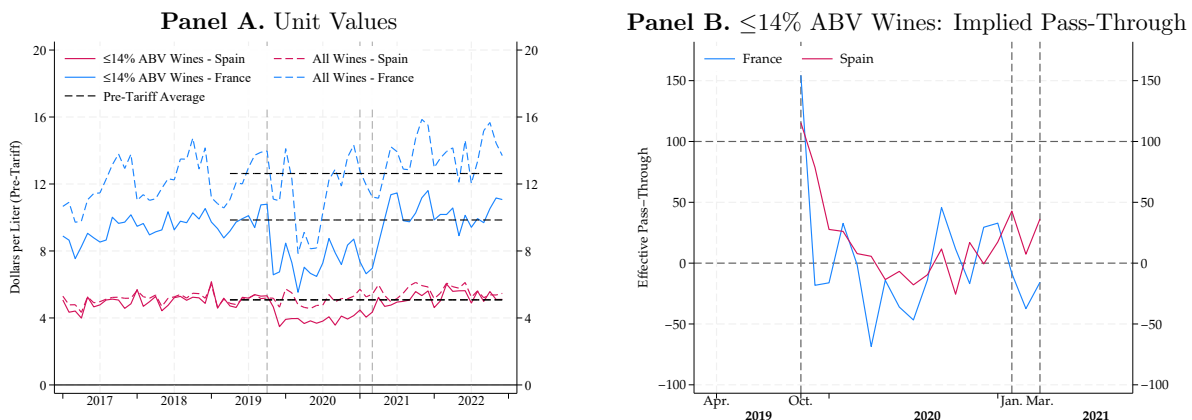 Panel A. Unit Values
20
16
12
8
4
0
Dollars per Liter (Pre-Tariff)
≤14% ABV Wines - Spain
All Wines - Spain
≤14% ABV Wines - France
All Wines - France
Pre-Tariff Average
20
16
12
8
4
0
2017 2018 2019 2020 2021 2022
Panel B. ≤14% ABV Wines: Implied Pass-Through
France Spain
150
100
50
0
−50
−100
Effective Pass−Through
150
100
50
0
−50
−100
Apr. Oct. Jan. Mar.
2019 2020 2021